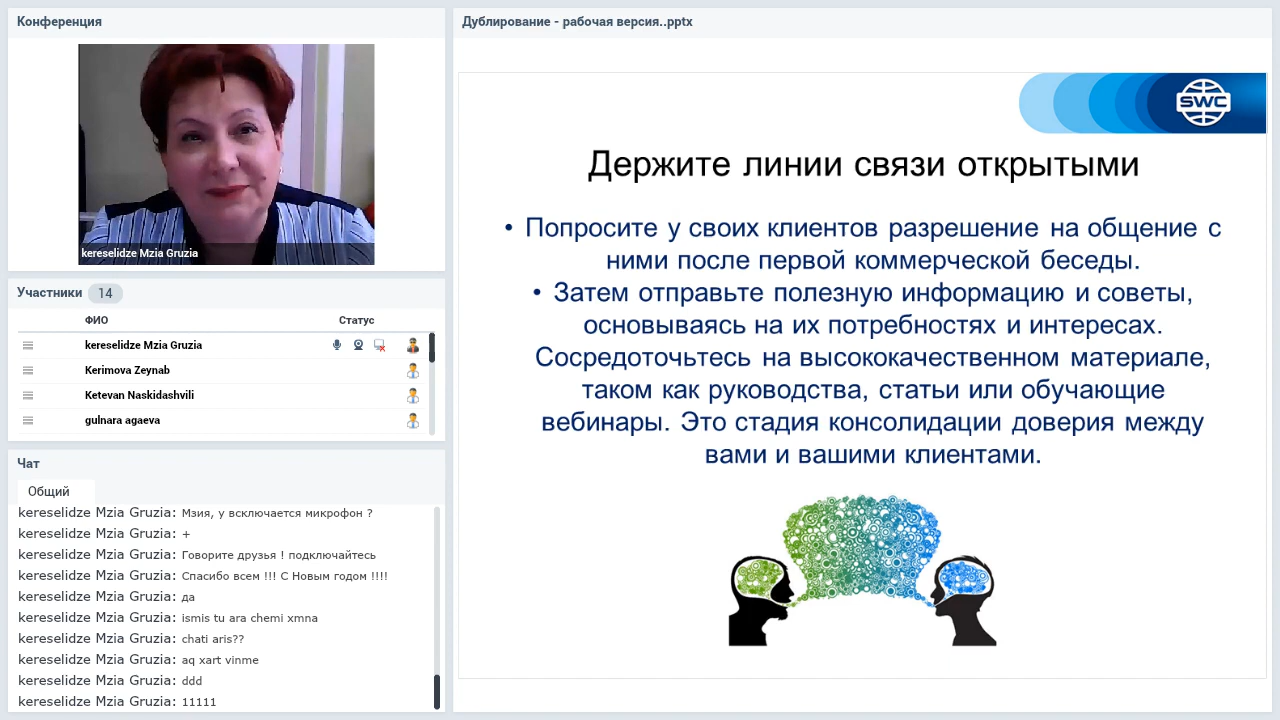 Конференция
kereselidze Mzia Gruzia
Участники 14
ФИО Статус
kereselidze Mzia Gruzia
Kerimova Zeynab
Ketevan Naskidashvili
gulnara agaeva
Чат
Общий
kereselidze Mzia Gruzia: Мзия, у всключается микрофон ?
kereselidze Mzia Gruzia: +
kereselidze Mzia Gruzia: Говорите друзья ! подключайтесь
kereselidze Mzia Gruzia: Спасибо всем !!! С Новым годом !!!!
kereselidze Mzia Gruzia: да
kereselidze Mzia Gruzia: ismis tu ara chemi xmna
kereselidze Mzia Gruzia: chati aris??
kereselidze Mzia Gruzia: aq xart vinme
kereselidze Mzia Gruzia: ddd
kereselidze Mzia Gruzia: 11111
Дублирование - рабочая версия..pptx
SWC
Держите линии связи открытыми
• Попросите у своих клиентов разрешение на общение с
ними после первой коммерческой беседы.
• Затем отправьте полезную информацию и советы,
основываясь на их потребностях и интересах.
Сосредоточьтесь на высококачественном материале,
таком как руководства, статьи или обучающие
вебинары. Это стадия консолидации доверия между
вами и вашими клиентами.